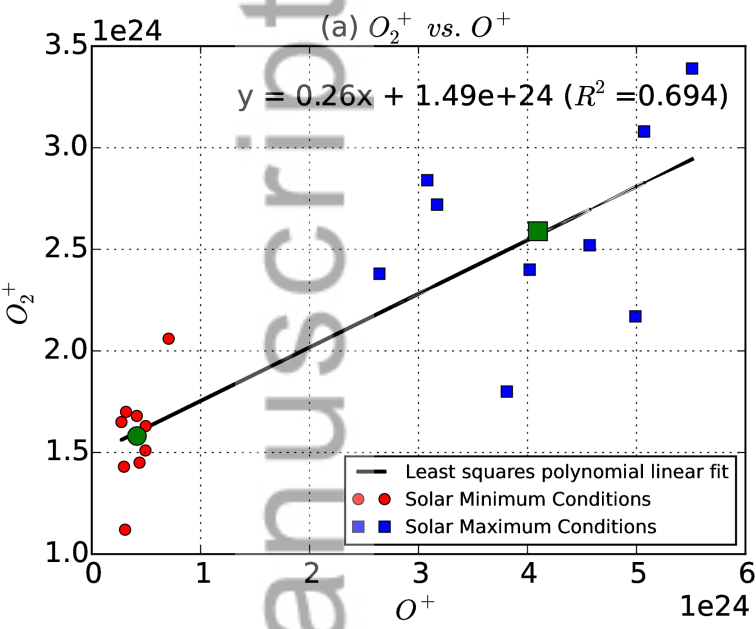 1e24
(a) O₂⁺ vs. O⁺
y = 0.26x + 1.49e+24 (R² =0.694)
3.5
3.0
2.5
2.0
1.5
1.0
O₂⁺
Least squares polynomial linear fit
Solar Minimum Conditions
Solar Maximum Conditions
0 1 2 3 4 5 6
1e24
O⁺
anuscript